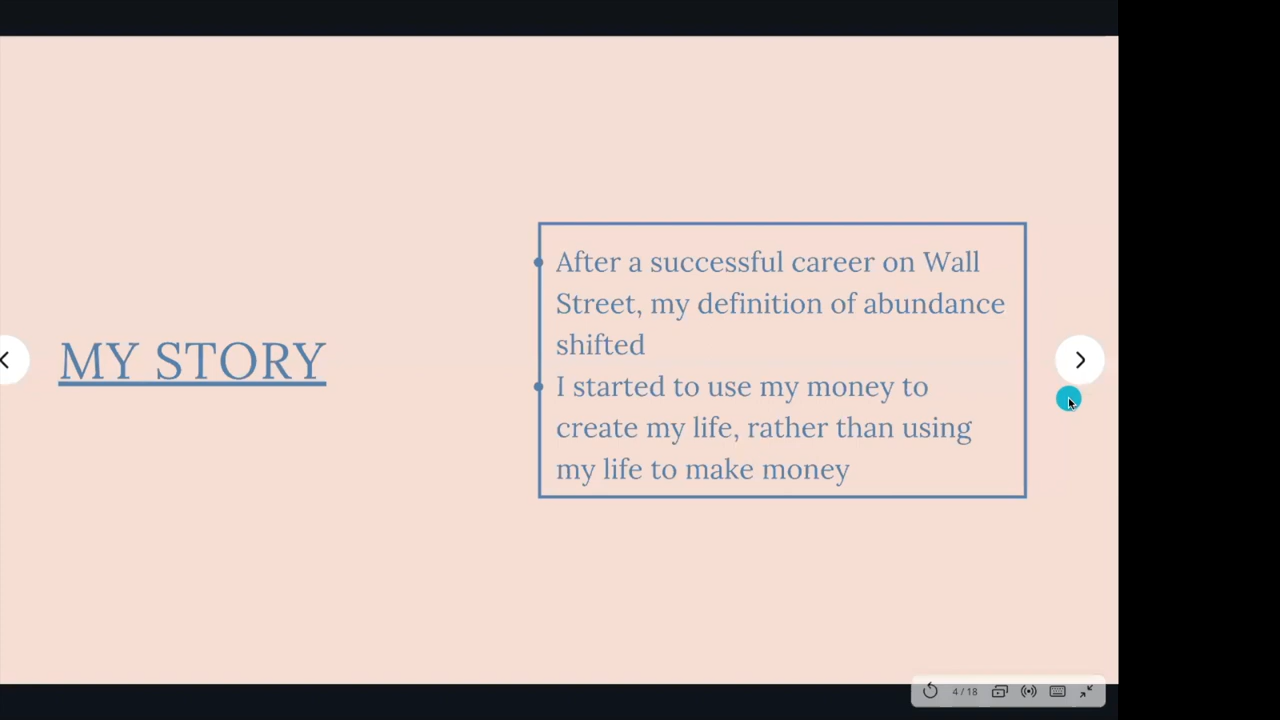 MY STORY
After a successful career on Wall
Street, my definition of abundance
shifted
I started to use my money to
create my life, rather than using
my life to make money
4 / 18